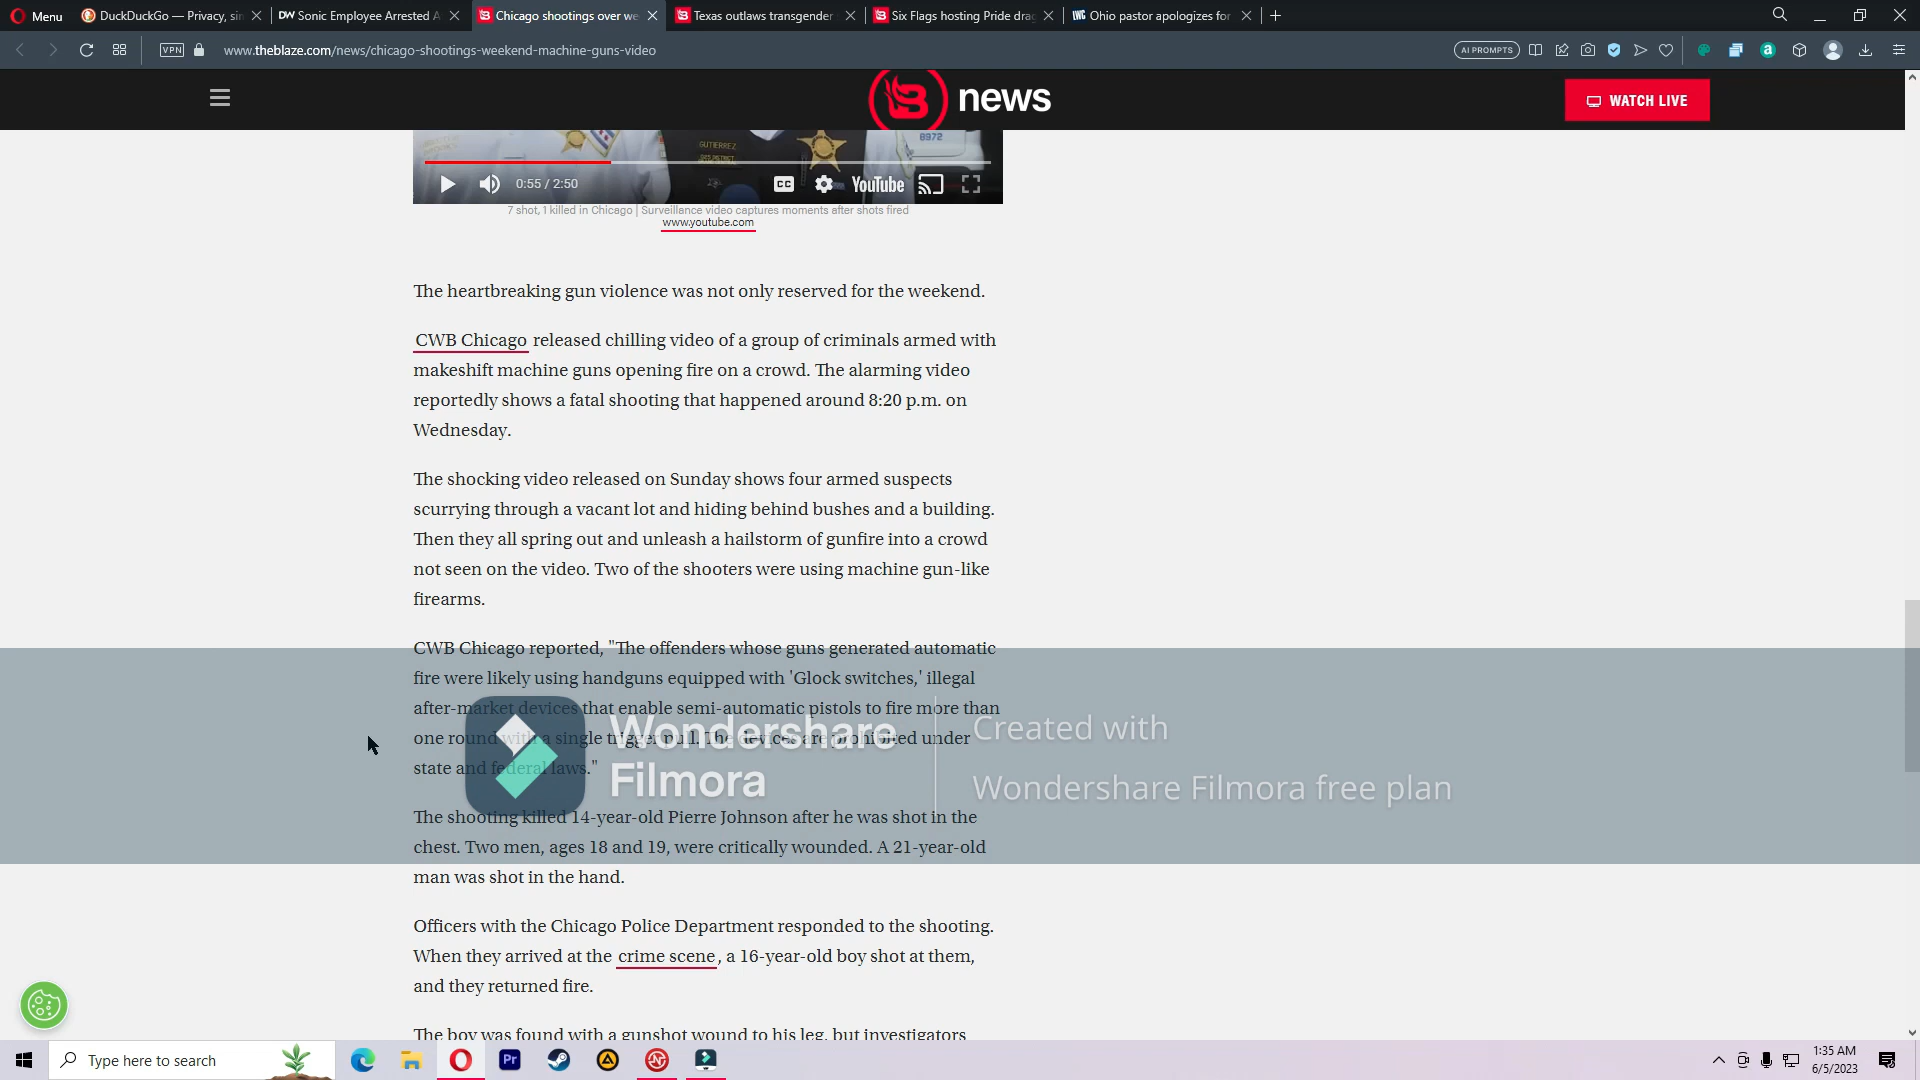 Menu
DuckDuckGo — Privacy, sin
DW Sonic Employee Arrested A
Chicago shootings over we
Texas outlaws transgender
Six Flags hosting Pride drag
Ohio pastor apologizes for
VPN
www.theblaze.com/news/chicago-shootings-weekend-machine-guns-video
AI PROMPTS
news
WATCH LIVE
GUTIERREZ
8972
0:55 / 2:50
CC
YouTube
7 shot, 1 killed in Chicago | Surveillance video captures moments after shots fired
www.youtube.com
The heartbreaking gun violence was not only reserved for the weekend.
CWB Chicago released chilling video of a group of criminals armed with
makeshift machine guns opening fire on a crowd. The alarming video
reportedly shows a fatal shooting that happened around 8:20 p.m. on
Wednesday.
The shocking video released on Sunday shows four armed suspects
scurrying through a vacant lot and hiding behind bushes and a building.
Then they all spring out and unleash a hailstorm of gunfire into a crowd
not seen on the video. Two of the shooters were using machine gun-like
firearms.
CWB Chicago reported, "The offenders whose guns generated automatic
fire were likely using handguns equipped with 'Glock switches,' illegal
after-market devices that enable semi-automatic pistols to fire more than
one round with a single trigger pull. The devices are prohibited under
state and federal laws."
Wondershare
Filmora
Created with
Wondershare Filmora free plan
The shooting killed 14-year-old Pierre Johnson after he was shot in the
chest. Two men, ages 18 and 19, were critically wounded. A 21-year-old
man was shot in the hand.
Officers with the Chicago Police Department responded to the shooting.
When they arrived at the crime scene, a 16-year-old boy shot at them,
and they returned fire.
The boy was found with a gunshot wound to his leg, but investigators
Type here to search
Pr
1:35 AM
6/5/2023